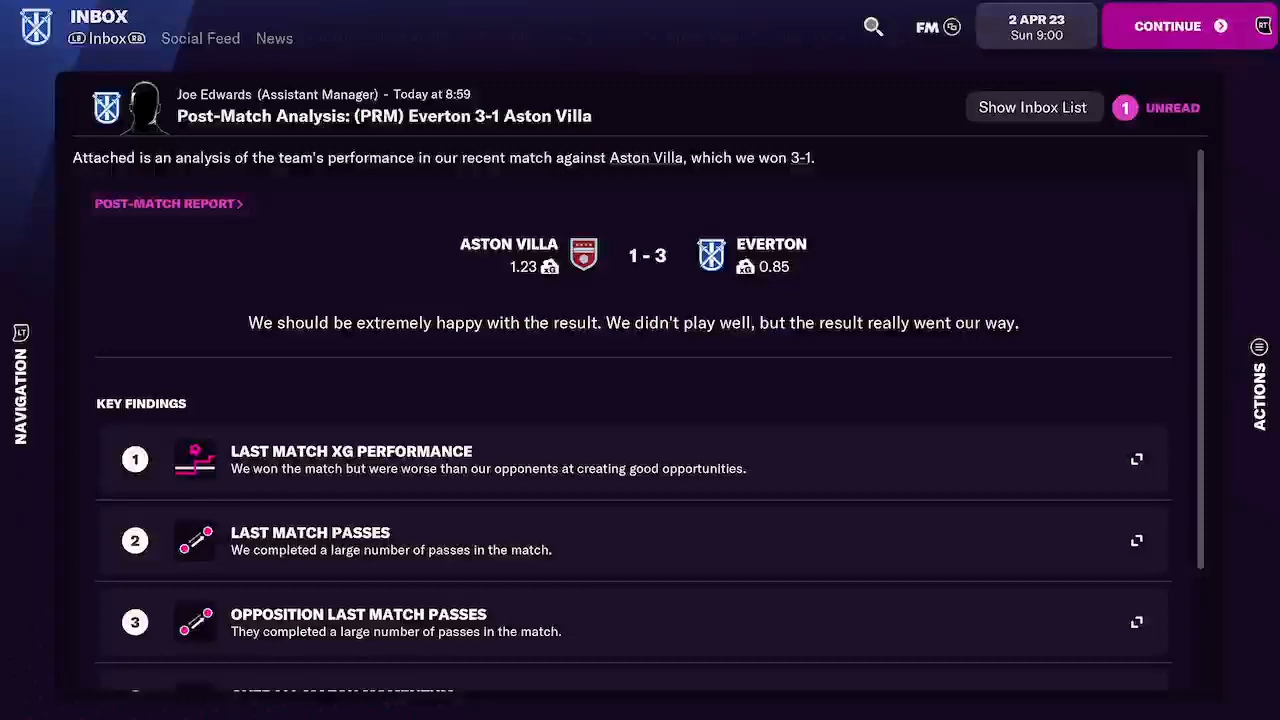 INBOX
LB Inbox RB Social Feed News
FM
2 APR 23
Sun 9:00
CONTINUE
RT
Joe Edwards (Assistant Manager) - Today at 8:59
Post-Match Analysis: (PRM) Everton 3-1 Aston Villa
Show Inbox List
1 UNREAD
Attached is an analysis of the team's performance in our recent match against Aston Villa, which we won 3-1.
POST-MATCH REPORT>
ASTON VILLA
1.23 xG
1 - 3
EVERTON
xG 0.85
We should be extremely happy with the result. We didn't play well, but the result really went our way.
LT
NAVIGATION
ACTIONS
KEY FINDINGS
1
LAST MATCH XG PERFORMANCE
We won the match but were worse than our opponents at creating good opportunities.
2
LAST MATCH PASSES
We completed a large number of passes in the match.
3
OPPOSITION LAST MATCH PASSES
They completed a large number of passes in the match.